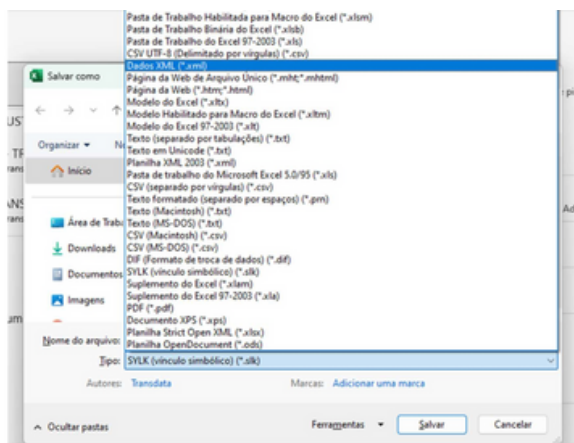 Pasta de Trabalho Habilitada para Macro do Excel (*.xlsm)
Pasta de Trabalho Binária do Excel (*.xlsb)
Pasta de Trabalho do Excel 97-2003 (*.xls)
CSV UTF-8 (Delimitado por vírgulas) (*.csv)
Dados XML (*.xml)
Salvar como
Página da Web de Arquivo Único (*.mht;*.mhtml)
Página da Web (*.htm;*.html)
Modelo do Excel (*.xltx)
Modelo Habilitado para Macro do Excel (*.xltm)
Modelo do Excel 97-2003 (*.xlt)
Texto (separado por tabulações) (*.txt)
Organizar
Texto em Unicode (*.txt)
Planilha XML 2003 (*.xml)
Início
Pasta de trabalho do Microsoft Excel 5.0/95 (*.xls)
CSV (separado por vírgulas) (*.csv)
Texto formatado (separado por espaços) (*.prn)
Texto (Macintosh) (*.txt)
Área de Traba
Texto (MS-DOS) (*.txt)
CSV (Macintosh) (*.csv)
Downloads
CSV (MS-DOS) (*.csv)
DIF (Formato de troca de dados) (*.dif)
Documentos
SYLK (vínculo simbólico) (*.slk)
Suplemento do Excel (*.xlam)
Imagens
Suplemento do Excel 97-2003 (*.xla)
PDF (*.pdf)
Documento XPS (*.xps)
Planilha Strict Open XML (*.xlsx)
Nome do arquivo:
Planilha OpenDocument (*.ods)
Tipo: SYLK (vínculo simbólico) (*.slk)
Autores: Transdata Marcas: Adicionar uma marca
Ocultar pastas Ferramentas Salvar Cancelar